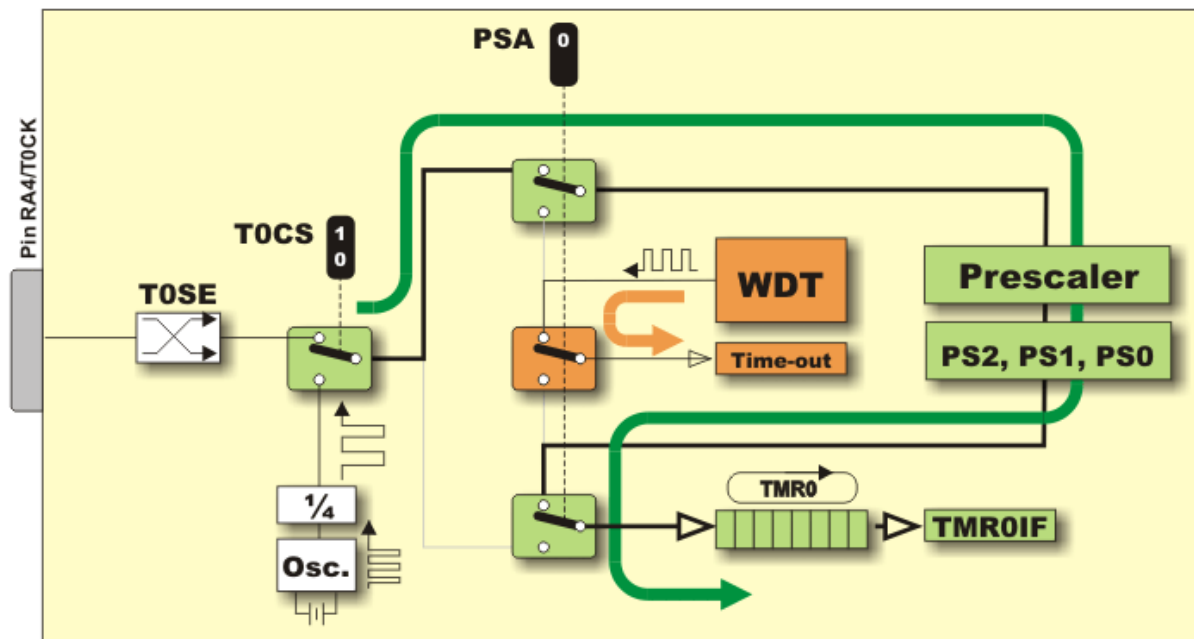 PSA
0
Pin RA4/T0CK
T0CS
1
0
T0SE
WDT
Prescaler
Time-out
PS2, PS1, PS0
¼
Osc.
TMR0
TMR0IF